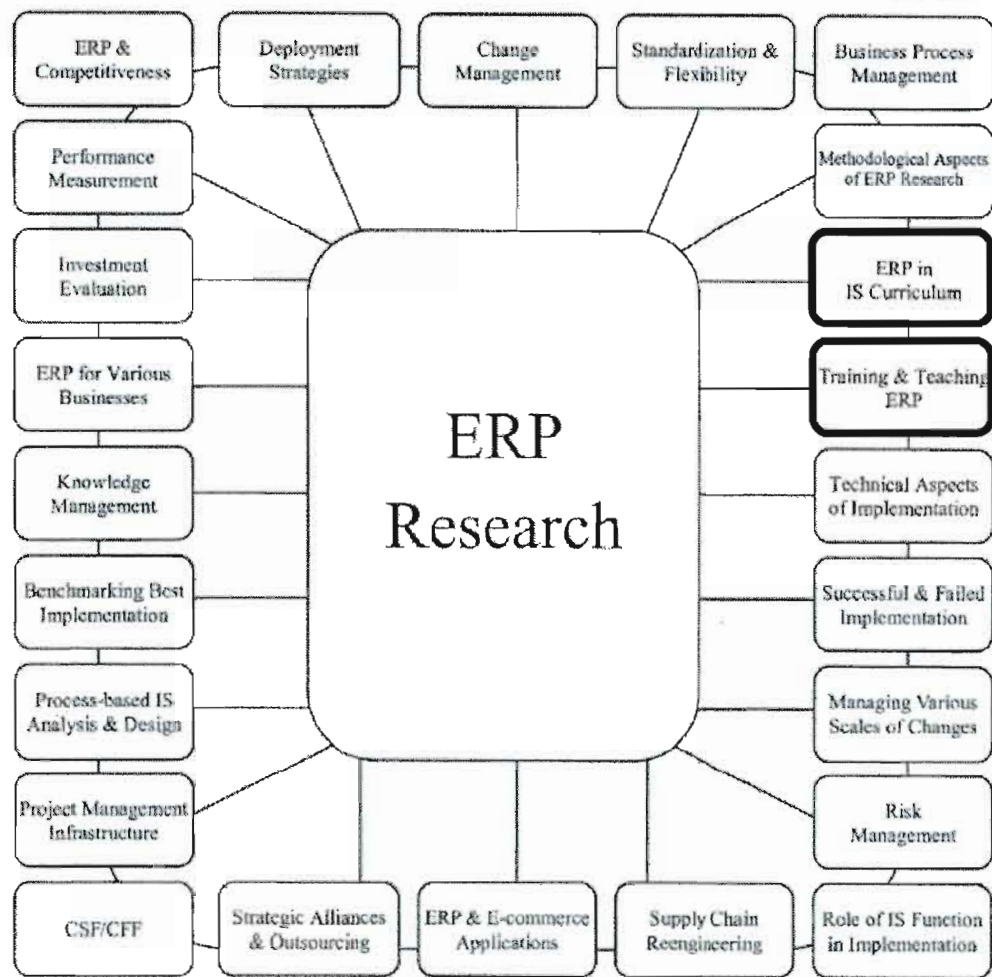 ERP &
Competitiveness
Deployment
Strategies
Change
Management
Standardization &
Flexibility
Business Process
Management
Performance
Measurement
Methodological Aspects
of ERP Research
Investment
Evaluation
ERP in
IS Curriculum
ERP for Various
Businesses
Training & Teaching
ERP
ERP
Research
Knowledge
Management
Technical Aspects
of Implementation
Benchmarking Best
Implementation
Successful & Failed
Implementation
Process-based IS
Analysis & Design
Managing Various
Scales of Changes
Project Management
Infrastructure
Risk
Management
CSF/CFF
Strategic Alliances
& Outsourcing
ERP & E-commerce
Applications
Supply Chain
Reengineering
Role of IS Function
in Implementation